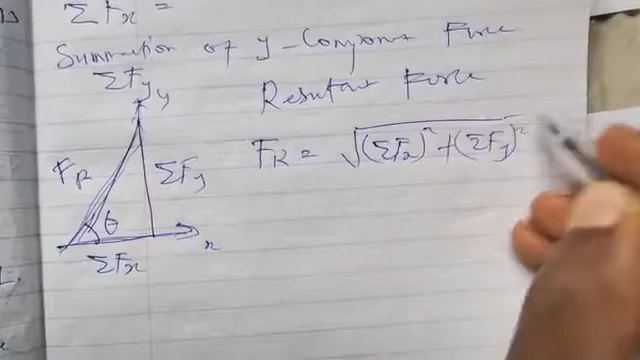 ΣFx =
Summation of y-Component Force
ΣFy y
Resultant Force
FR = √(ΣFx)² + (ΣFy)²
FR ΣFy
θ
x
ΣFx